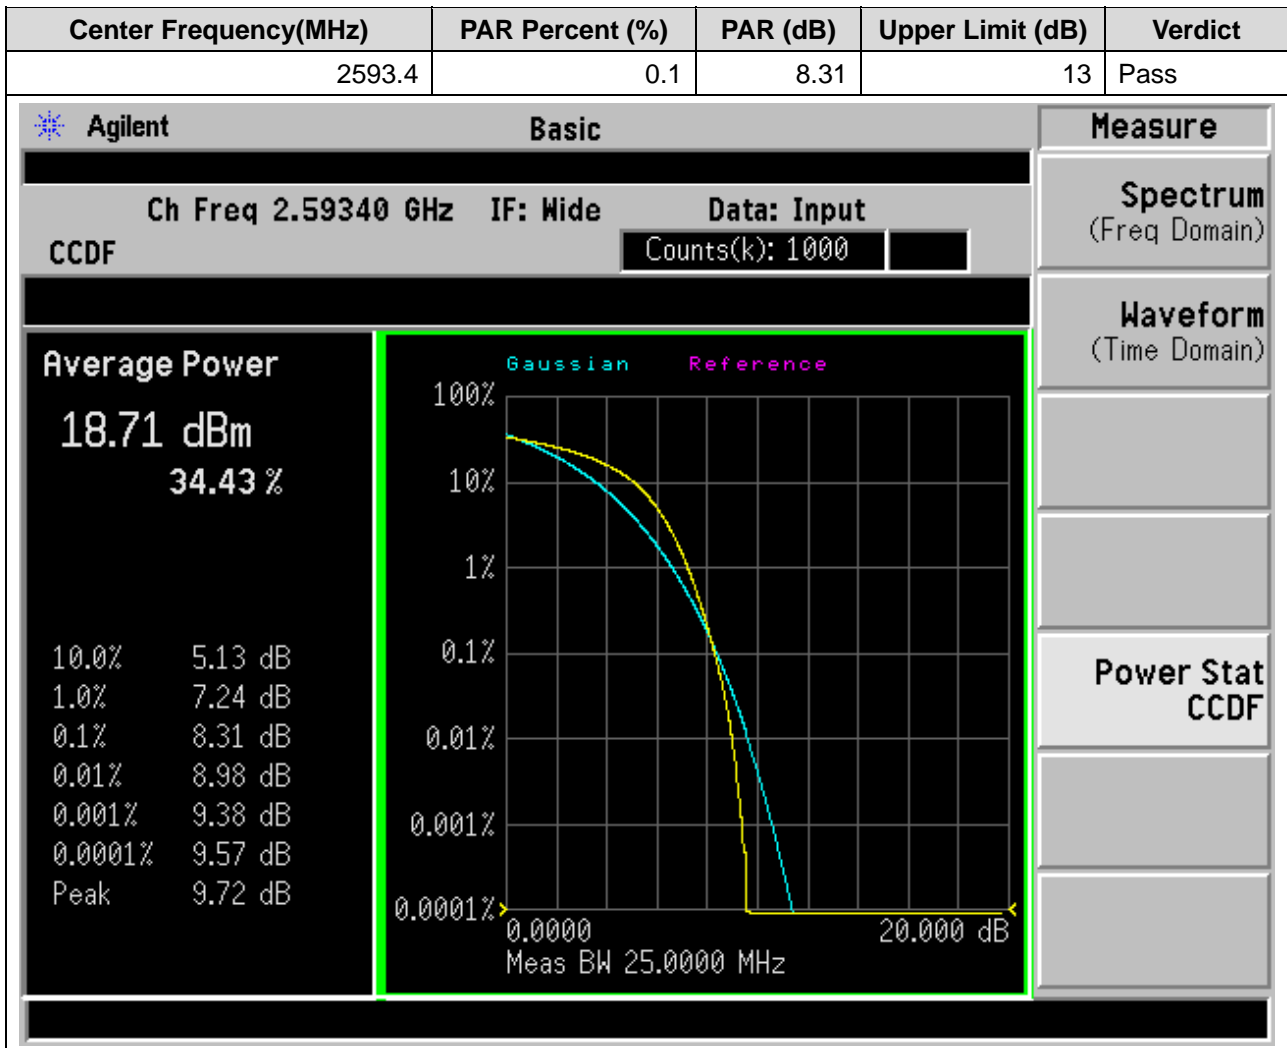 Center Frequency(MHz) PAR Percent (%) PAR (dB) Upper Limit (dB) Verdict
2593.4 0.1 8.31 13 Pass
Agilent Basic Measure
Ch Freq 2.59340 GHz IF: Wide Data: Input
CCDF Counts(k): 1000
Average Power
18.71 dBm
34.43 %
10.0% 5.13 dB
1.0% 7.24 dB
0.1% 8.31 dB
0.01% 8.98 dB
0.001% 9.38 dB
0.0001% 9.57 dB
Peak 9.72 dB
Gaussian Reference
100%
10%
1%
0.1%
0.01%
0.001%
0.0001%
0.0000 20.000 dB
Meas BW 25.0000 MHz
Spectrum
(Freq Domain)
Waveform
(Time Domain)
Power Stat
CCDF